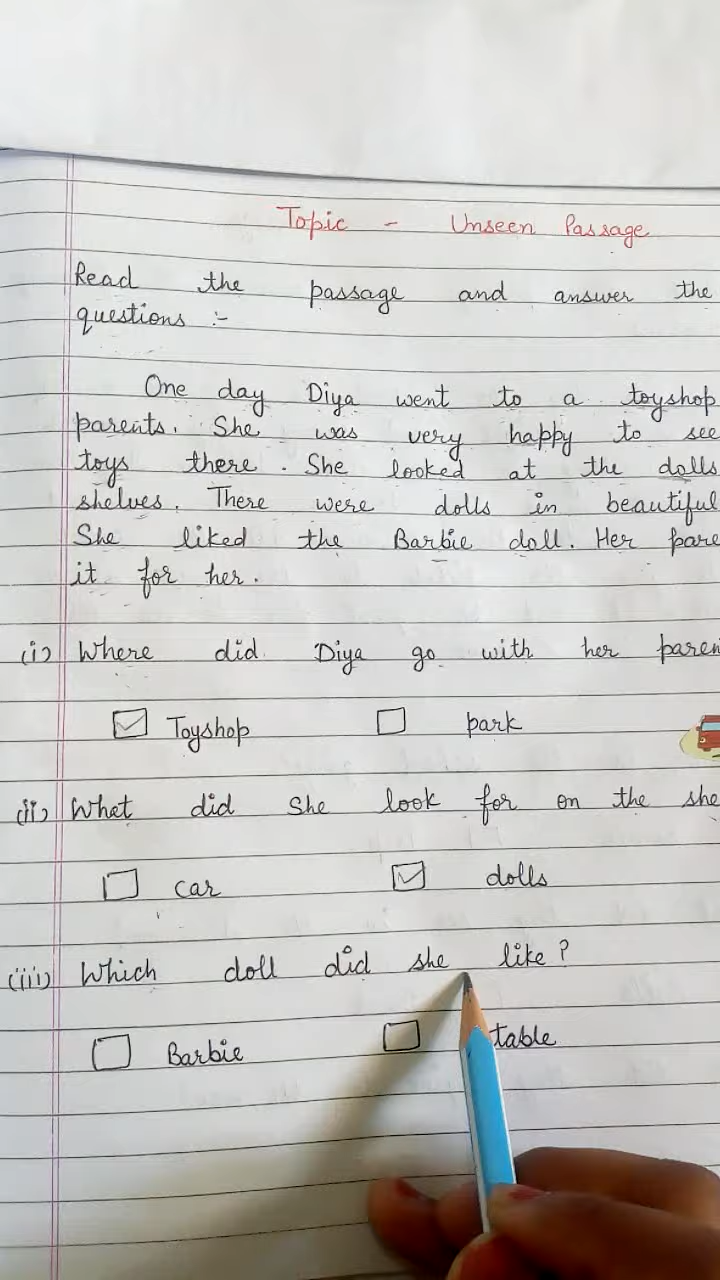 Topic - Unseen Passage
Read the passage and answer the
questions :-
One day Diya went to a toyshop
parents. She was very happy to see
toys there. She looked at the dolls
shelves. There were dolls in beautiful
She liked the Barbie doll. Her pare
it for her.
(i) Where did Diya go with her paren
Toyshop park
(ii) What did she look for on the she
car dolls
(iii) Which doll did she like?
Barbie table